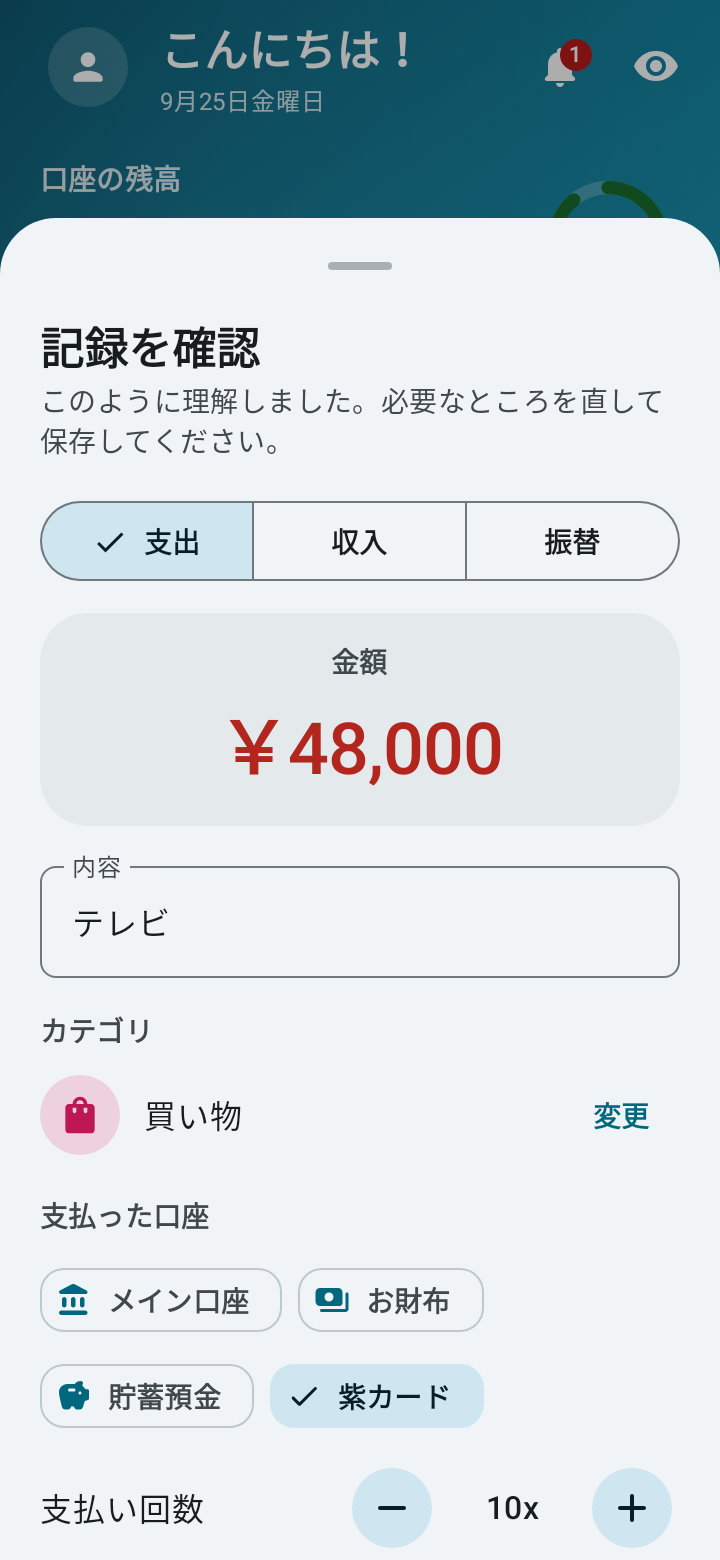 こんにちは！
1
9月25日金曜日
口座の残高
記録を確認
このように理解しました。必要なところを直して
保存してください。
支出
収入
振替
金額
￥48,000
内容
テレビ
カテゴリ
買い物
変更
支払った口座
メイン口座
お財布
貯蓄預金
紫カード
支払い回数
10x